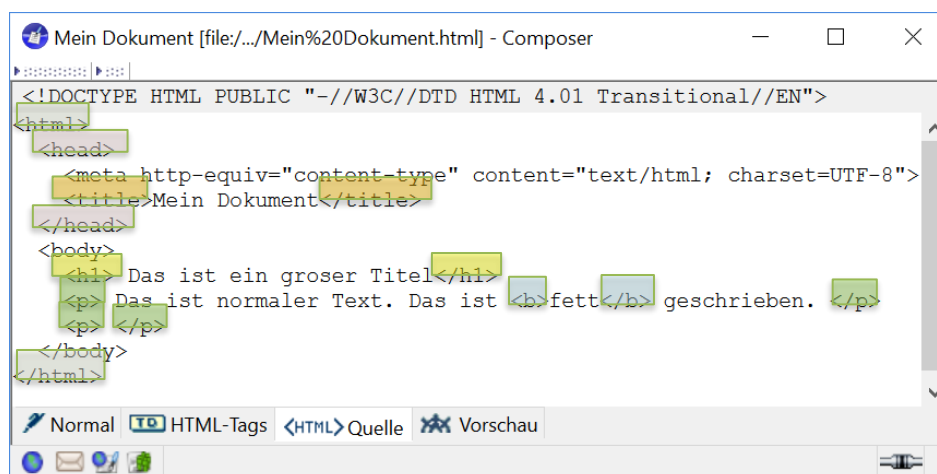 Mein Dokument [file:/.../Mein%20Dokument.html] - Composer
<!DOCTYPE HTML PUBLIC "-//W3C//DTD HTML 4.01 Transitional//EN">
<html>
<head>
<meta http-equiv="content-type" content="text/html; charset=UTF-8">
<title>Mein Dokument</title>
</head>
<body>
<h1> Das ist ein groser Titel</h1>
<p> Das ist normaler Text. Das ist <b>fett</b> geschrieben. </p>
<p> </p>
</body>
</html>
Normal TD HTML-Tags <HTML> Quelle Vorschau